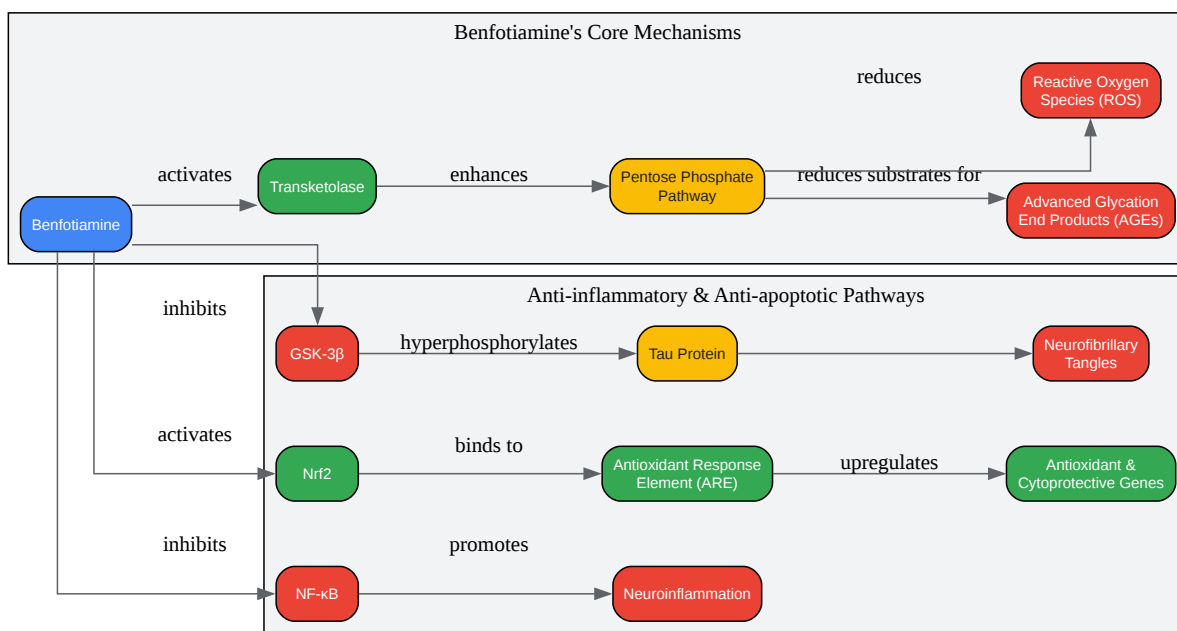 Benfotiamine's Core Mechanisms
reduces
Reactive Oxygen
Species (ROS)
activates
Transketolase
enhances
Pentose Phosphate
Pathway
reduces substrates for
Advanced Glycation
End Products (AGEs)
Benfotiamine
Anti-inflammatory & Anti-apoptotic Pathways
inhibits
GSK-3β
hyperphosphorylates
Tau Protein
Neurofibrillary
Tangles
activates
Nrf2
binds to
Antioxidant Response
Element (ARE)
upregulates
Antioxidant &
Cytoprotective Genes
inhibits
NF-κB
promotes
Neuroinflammation